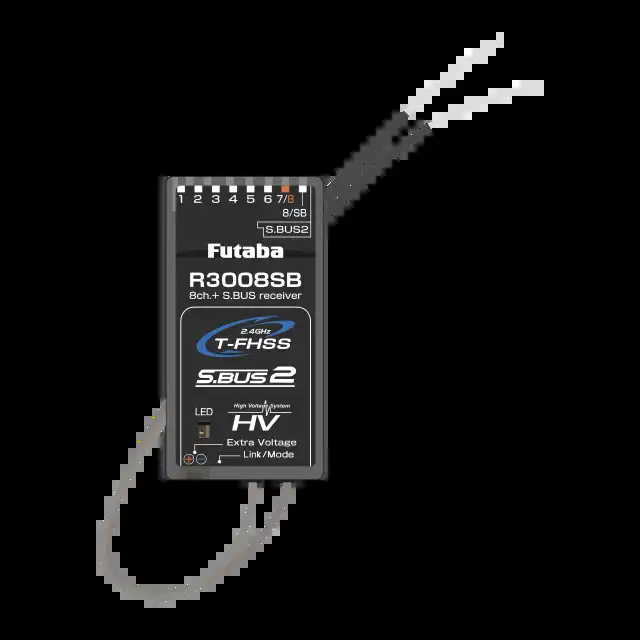 1 2 3 4 5 6 7/B
8/SB
S.BUS2
Futaba
R3008SB
8ch.+ S.BUS receiver
2.4GHz
T-FHSS
S.BUS2
High Voltage System
HV
LED
Extra Voltage
Link/Mode